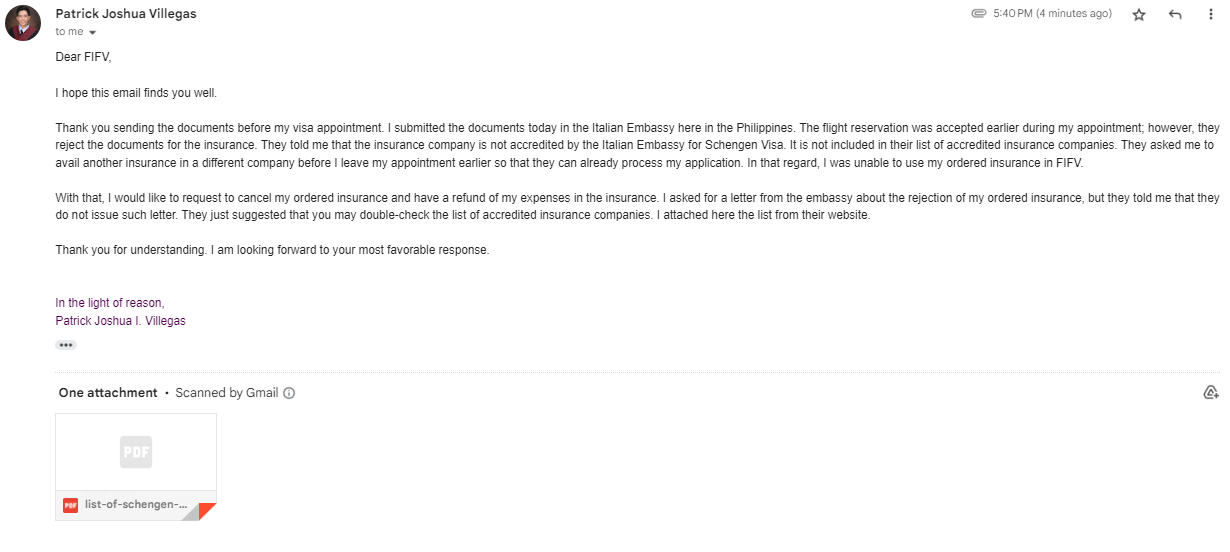 Patrick Joshua Villegas
5:40 PM (4 minutes ago)
to me
Dear FIFV,
I hope this email finds you well.
Thank you sending the documents before my visa appointment. I submitted the documents today in the Italian Embassy here in the Philippines. The flight reservation was accepted earlier during my appointment; however, they
reject the documents for the insurance. They told me that the insurance company is not accredited by the Italian Embassy for Schengen Visa. It is not included in their list of accredited insurance companies. They asked me to
avail another insurance in a different company before I leave my appointment earlier so that they can already process my application. In that regard, I was unable to use my ordered insurance in FIFV.
With that, I would like to request to cancel my ordered insurance and have a refund of my expenses in the insurance. I asked for a letter from the embassy about the rejection of my ordered insurance, but they told me that they
do not issue such letter. They just suggested that you may double-check the list of accredited insurance companies. I attached here the list from their website.
Thank you for understanding. I am looking forward to your most favorable response.
In the light of reason,
Patrick Joshua I. Villegas
One attachment • Scanned by Gmail
PDF
PDF list-of-schengen-...